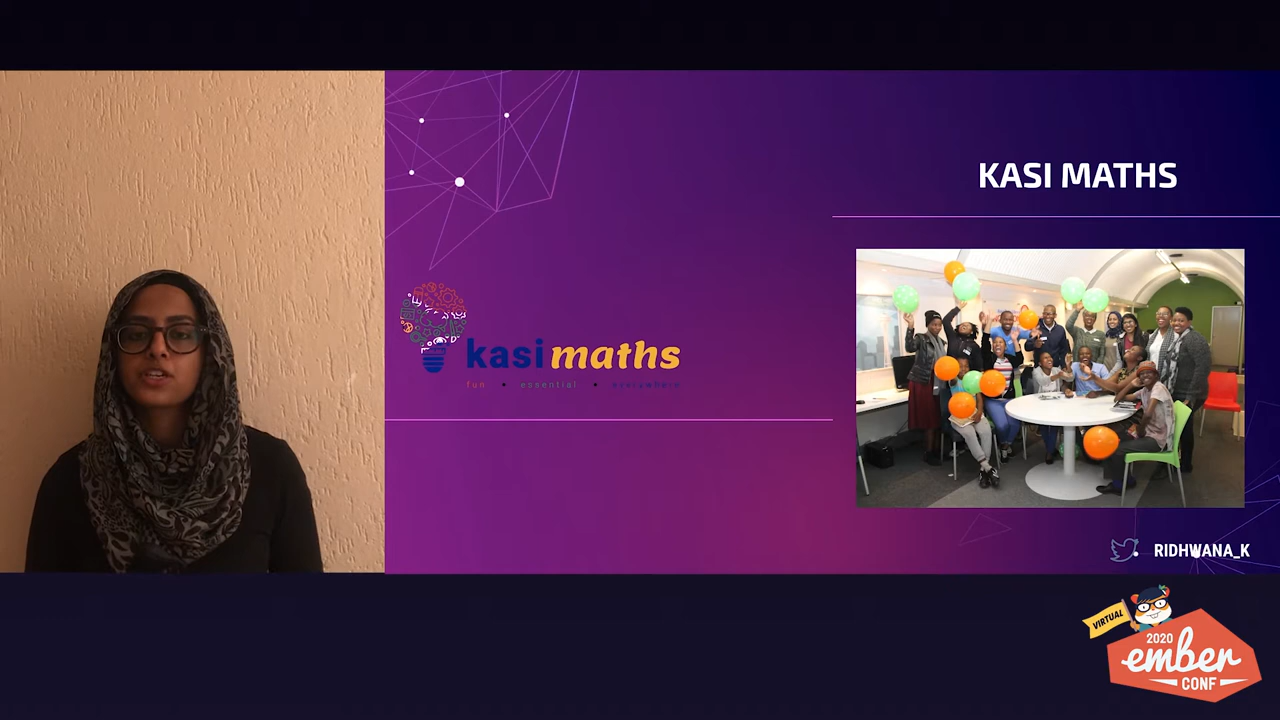 KASI MATHS
kasi maths
fun • essential • everywhere
RIDHWANA_K
VIRTUAL
2020
ember
CONF